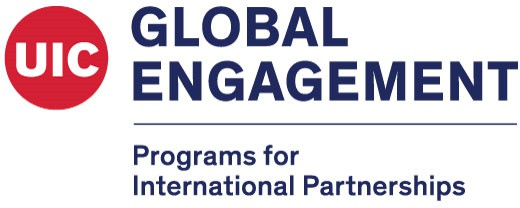 UIC
GLOBAL
ENGAGEMENT
Programs for
International Partnerships